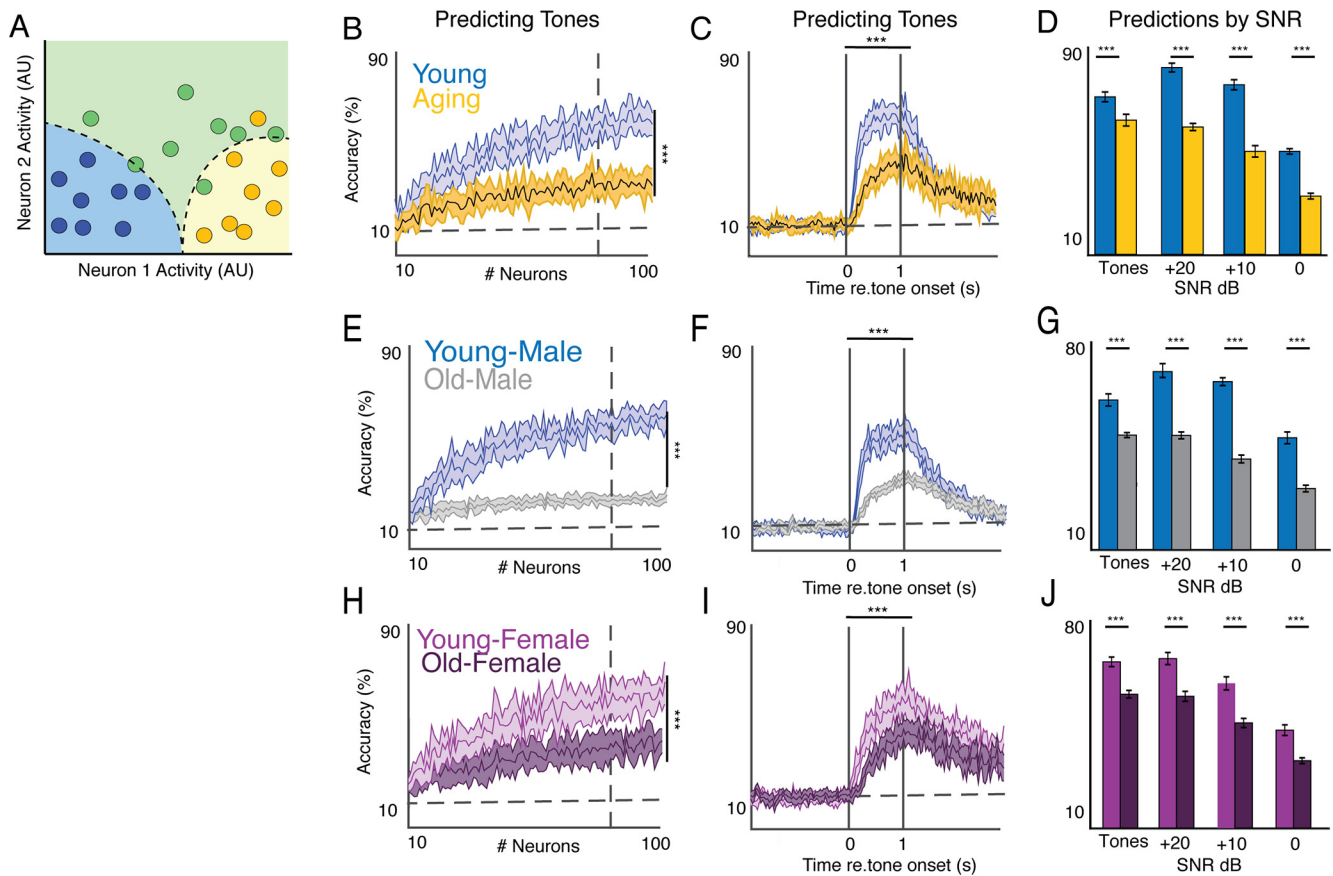 A
Neuron 2 Activity (AU)
Neuron 1 Activity (AU)
B
Predicting Tones
90
Young
Aging
Accuracy (%)
***
10
10
100
# Neurons
C
Predicting Tones
***
90
10
0
1
Time re.tone onset (s)
D
Predictions by SNR
90
***
***
***
***
10
Tones
+20
+10
0
SNR dB
E
90
Young-Male
Old-Male
Accuracy (%)
***
10
10
100
# Neurons
F
***
90
10
0
1
Time re.tone onset (s)
G
80
***
***
***
***
10
Tones
+20
+10
0
SNR dB
H
90
Young-Female
Old-Female
Accuracy (%)
***
10
10
100
# Neurons
I
***
90
10
0
1
Time re.tone onset (s)
J
80
***
***
***
***
10
Tones
+20
+10
0
SNR dB